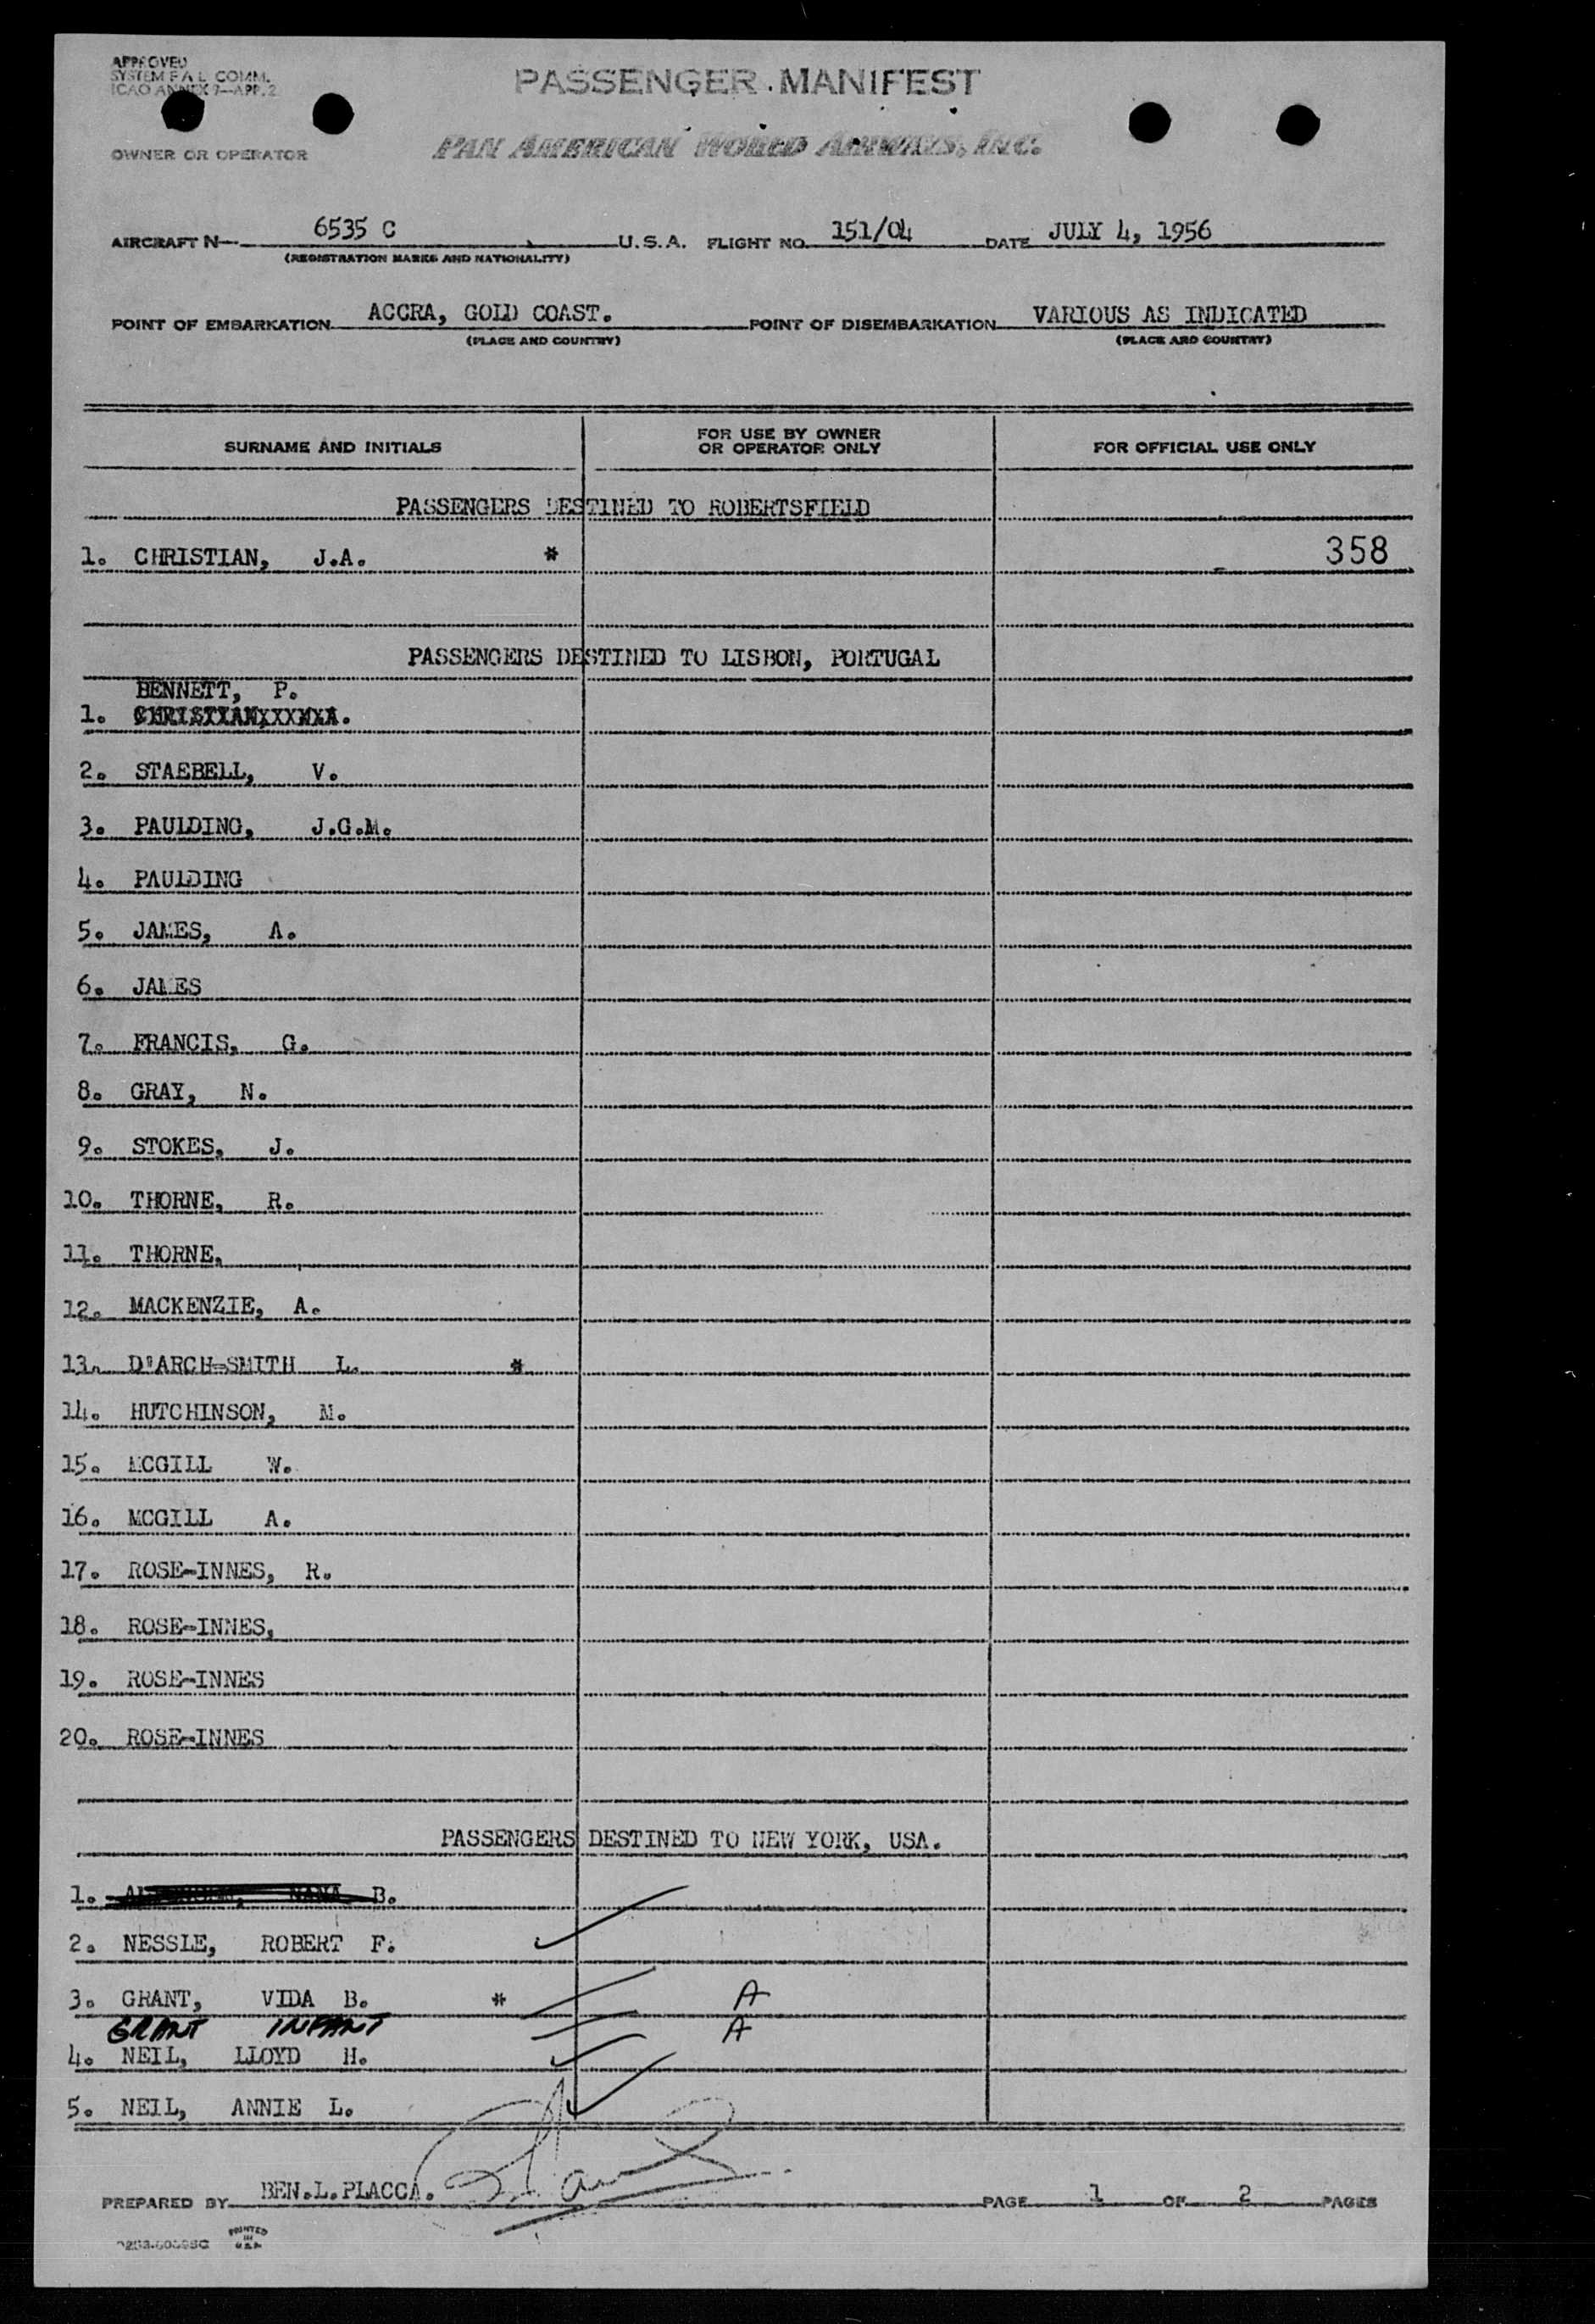 APPROVED
SYSTEM F A L COMM.
ICAO ANNEX 9—APP. 2
PASSENGER MANIFEST
OWNER OR OPERATOR PAN AMERICAN WORLD AIRWAYS, INC.
AIRCRAFT N— 6535 C U.S.A. FLIGHT NO. 151/04 DATE JULY 4, 1956
(REGISTRATION MARKS AND NATIONALITY)
POINT OF EMBARKATION ACCRA, GOLD COAST. POINT OF DISEMBARKATION VARIOUS AS INDICATED
(PLACE AND COUNTRY) (PLACE AND COUNTRY)
SURNAME AND INITIALS FOR USE BY OWNER OR OPERATOR ONLY FOR OFFICIAL USE ONLY
PASSENGERS DESTINED TO ROBERTSFIELD
1. CHRISTIAN, J.A. * 358
PASSENGERS DESTINED TO LISBON, PORTUGAL
BENNETT, P.
1.
2. STAEBELL, V.
3. PAULDING, J.G.M.
4. PAULDING
5. JAMES, A.
6. JAMES
7. FRANCIS, G.
8. GRAY, N.
9. STOKES, J.
10. THORNE, R.
11. THORNE,
12. MACKENZIE, A.
13. D'ARCH-SMITH L. *
14. HUTCHINSON, M.
15. MCGILL W.
16. MCGILL A.
17. ROSE-INNES, R.
18. ROSE-INNES,
19. ROSE-INNES
20. ROSE-INNES
PASSENGERS DESTINED TO NEW YORK, USA.
1. NANA B.
2. NESSLE, ROBERT F.
3. GRANT, VIDA B. * A
GRANT INFANT A
4. NEIL, LLOYD H.
5. NEIL, ANNIE L.
PREPARED BY BEN.L.PLACCA. PAGE 1 OF 2 PAGES
PRINTED
IN
U.S.A.